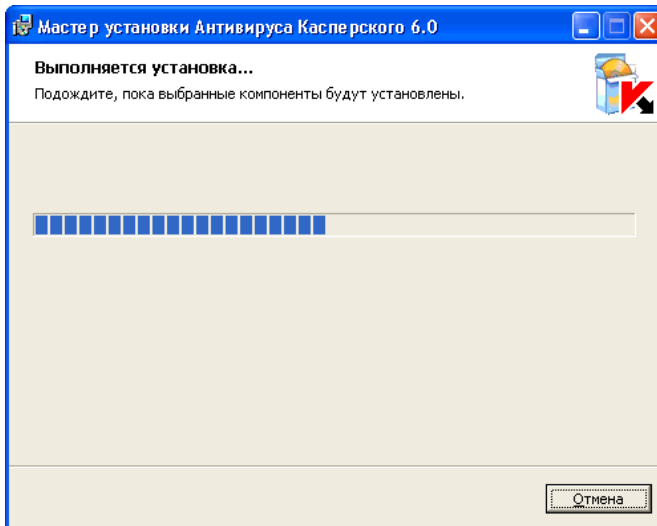 Мастер установки Антивируса Касперского 6.0
Выполняется установка...
Подождите, пока выбранные компоненты будут установлены.
Отмена